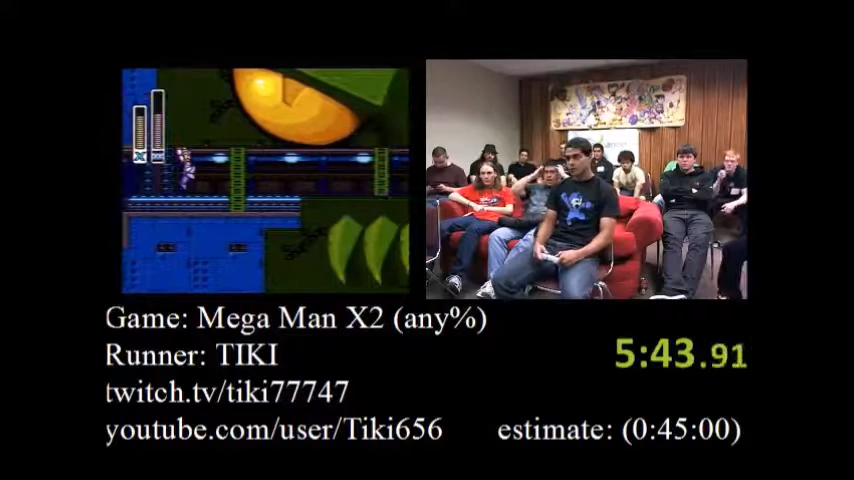 Game: Mega Man X2 (any%)
Runner: TIKI
5:43.91
twitch.tv/tiki77747
youtube.com/user/Tiki656
estimate: (0:45:00)